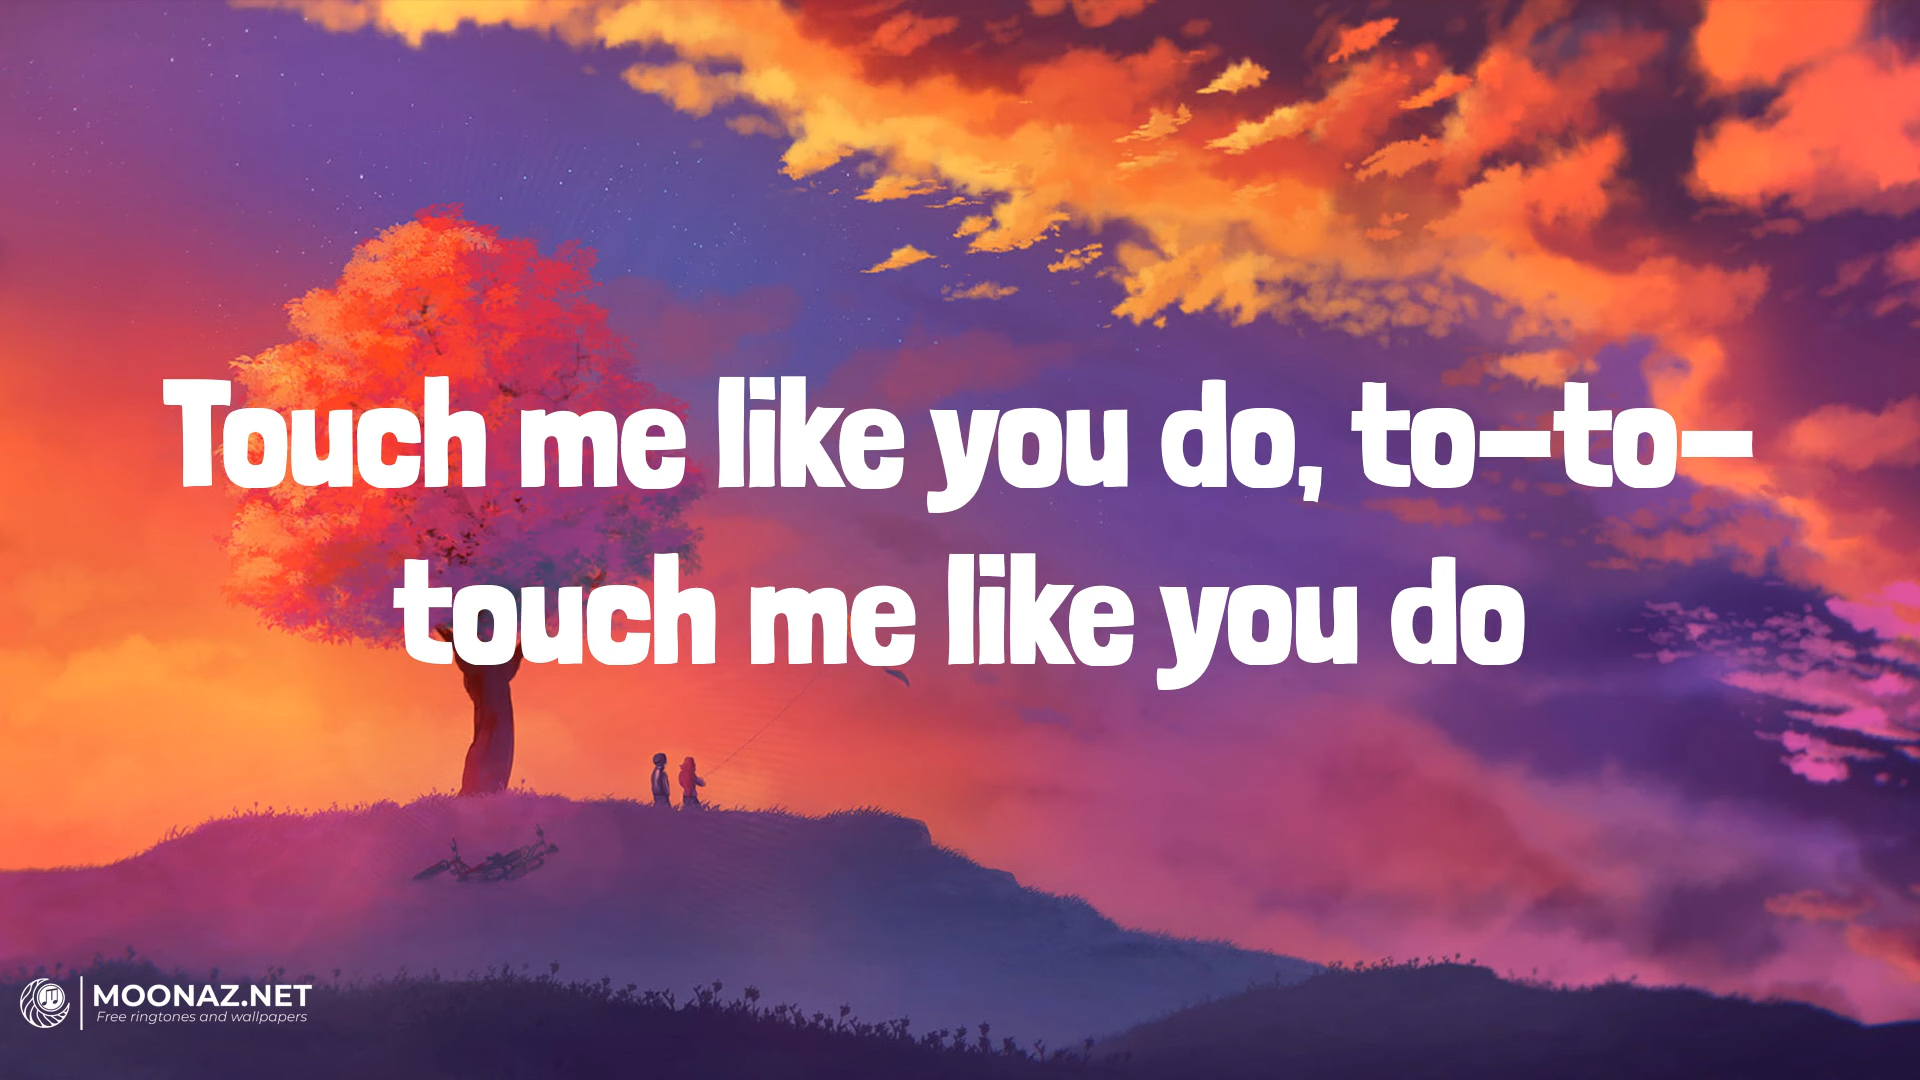 Touch me like you do, to-to-
touch me like you do
MOONAZ.NET
Free ringtones and wallpapers